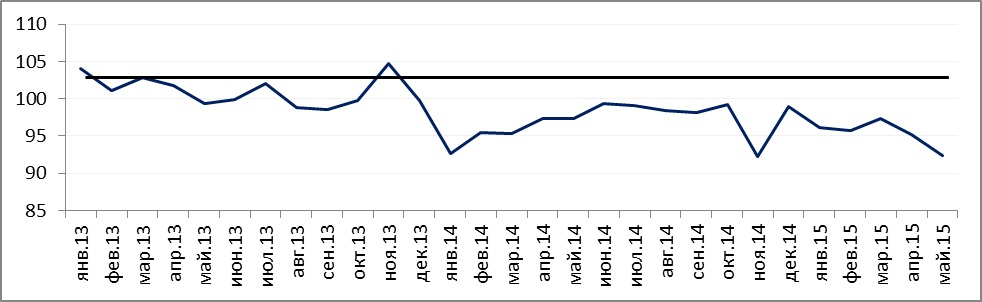 110
105
100
95
90
85
янв.13
фев.13
мар.13
апр.13
май.13
июн.13
июл.13
авг.13
сен.13
окт.13
ноя.13
дек.13
янв.14
фев.14
мар.14
апр.14
май.14
июн.14
июл.14
авг.14
сен.14
окт.14
ноя.14
дек.14
янв.15
фев.15
мар.15
апр.15
май.15